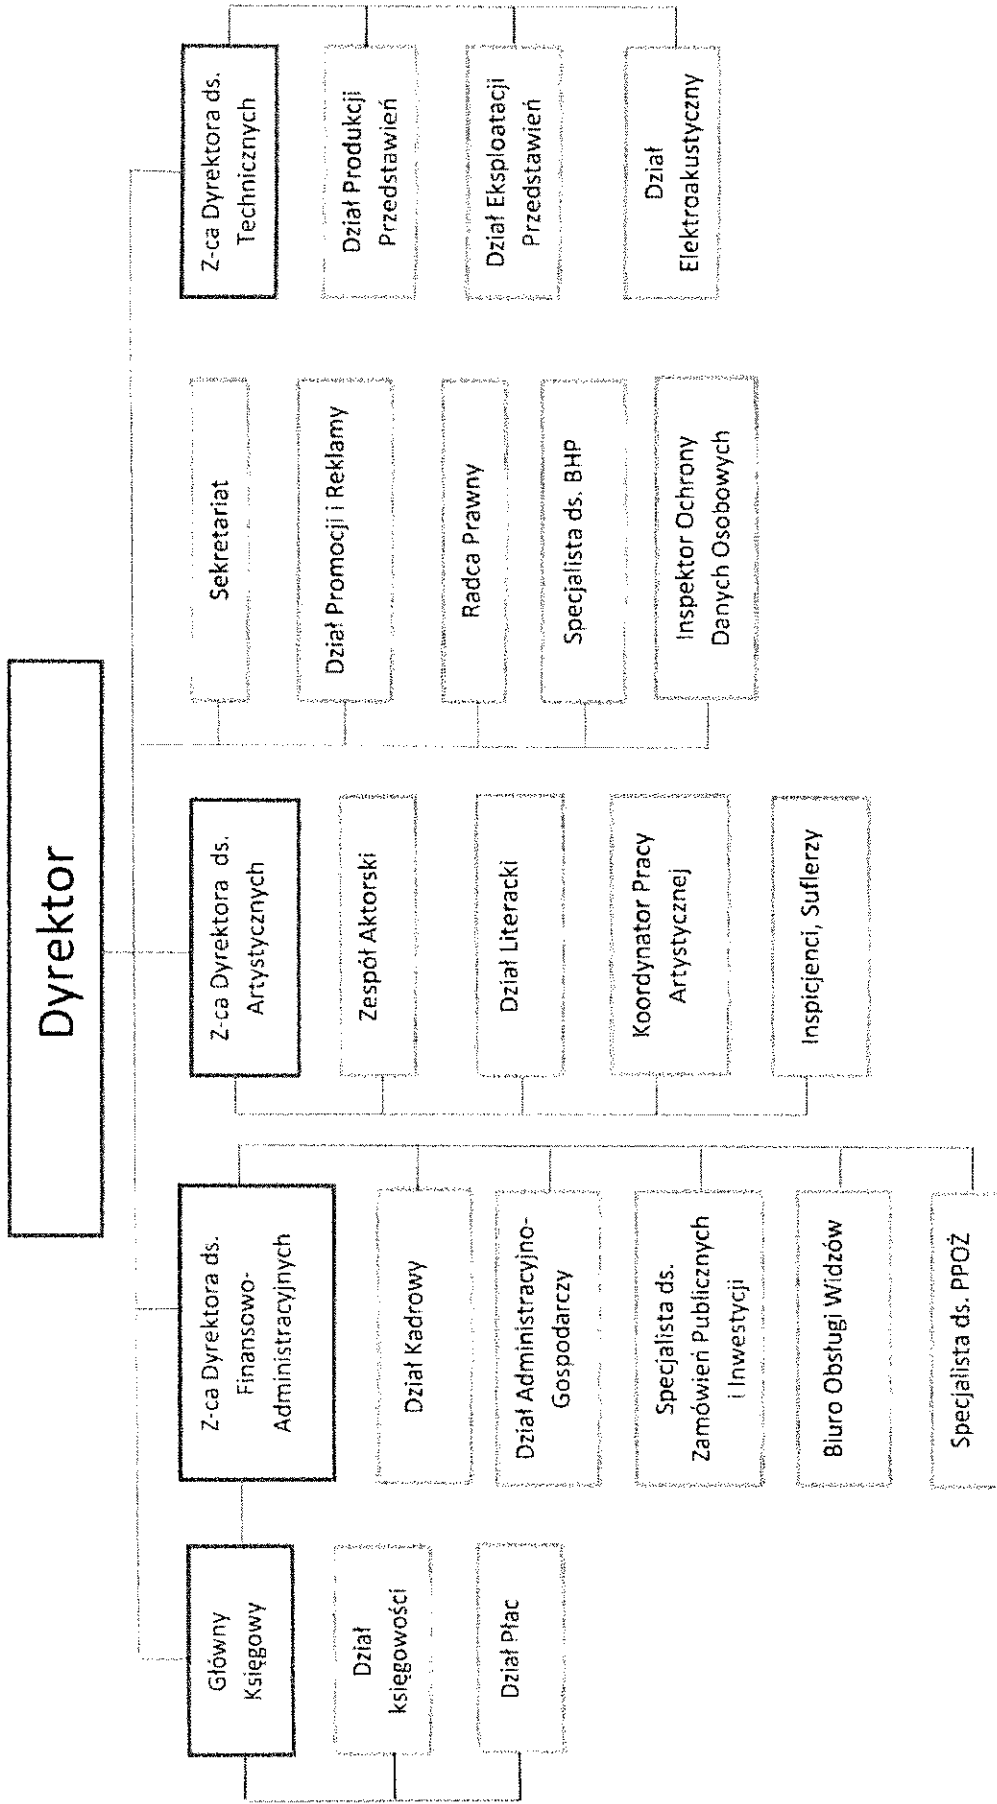 Dyrektor
Główny
Księgowy
Dział
księgowości
Dział Płac
Z-ca Dyrektora ds.
Finansowo-
Administracyjnych
Dział Kadrowy
Dział Administracyjno-
Gospodarczy
Specjalista ds.
Zamówień Publicznych
i Inwestycji
Biuro Obsługi Widzów
Specjalista ds. PPOŻ
Z-ca Dyrektora ds.
Artystycznych
Zespół Aktorski
Dział Literacki
Koordynator Pracy
Artystycznej
Inspicjenci, Suflerzy
Sekretariat
Dział Promocji i Reklamy
Radca Prawny
Specjalista ds. BHP
Inspektor Ochrony
Danych Osobowych
Z-ca Dyrektora ds.
Technicznych
Dział Produkcji
Przedstawień
Dział Eksploatacji
Przedstawień
Dział
Elektroakustyczny